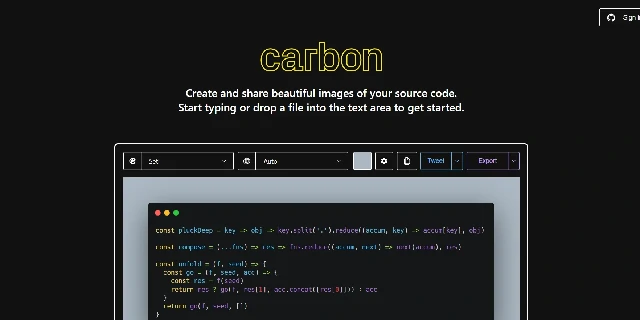 Sign in
carbon
Create and share beautiful images of your source code.
Start typing or drop a file into the text area to get started.
Set Auto Tweet Export
const pluckDeep = key => obj => key.split('.').reduce((accum, key) => accum[key], obj)
const compose = (...fns) => res => fns.reduce((accum, next) => next(accum), res)
const unfold = (f, seed) => {
const go = (f, seed, acc) => {
const res = f(seed)
return res ? go(f, res[1], acc.concat([res[0]])) : acc
}
return go(f, seed, [])
}